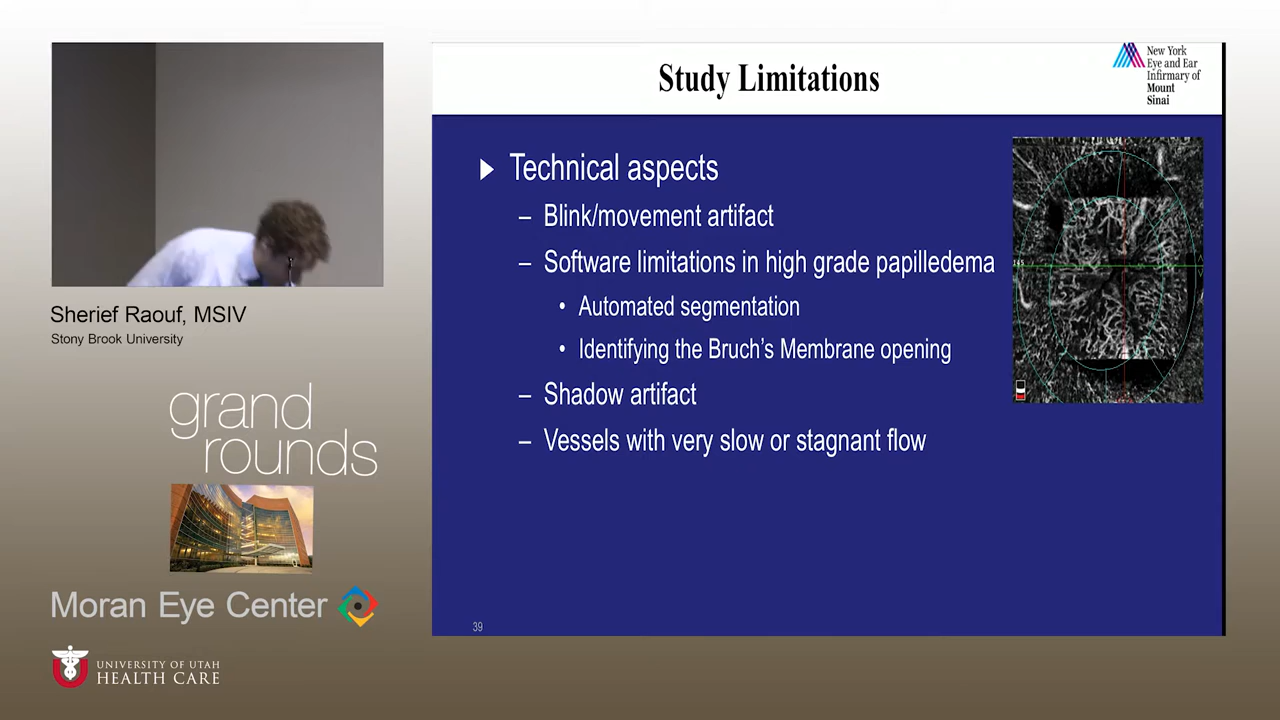 Study Limitations
New York
Eye and Ear
Infirmary of
Mount
Sinai
Technical aspects
– Blink/movement artifact
– Software limitations in high grade papilledema
• Automated segmentation
• Identifying the Bruch's Membrane opening
– Shadow artifact
– Vessels with very slow or stagnant flow
39
Sherief Raouf, MSIV
Stony Brook University
grand
rounds
Moran Eye Center
UNIVERSITY OF UTAH
HEALTH CARE